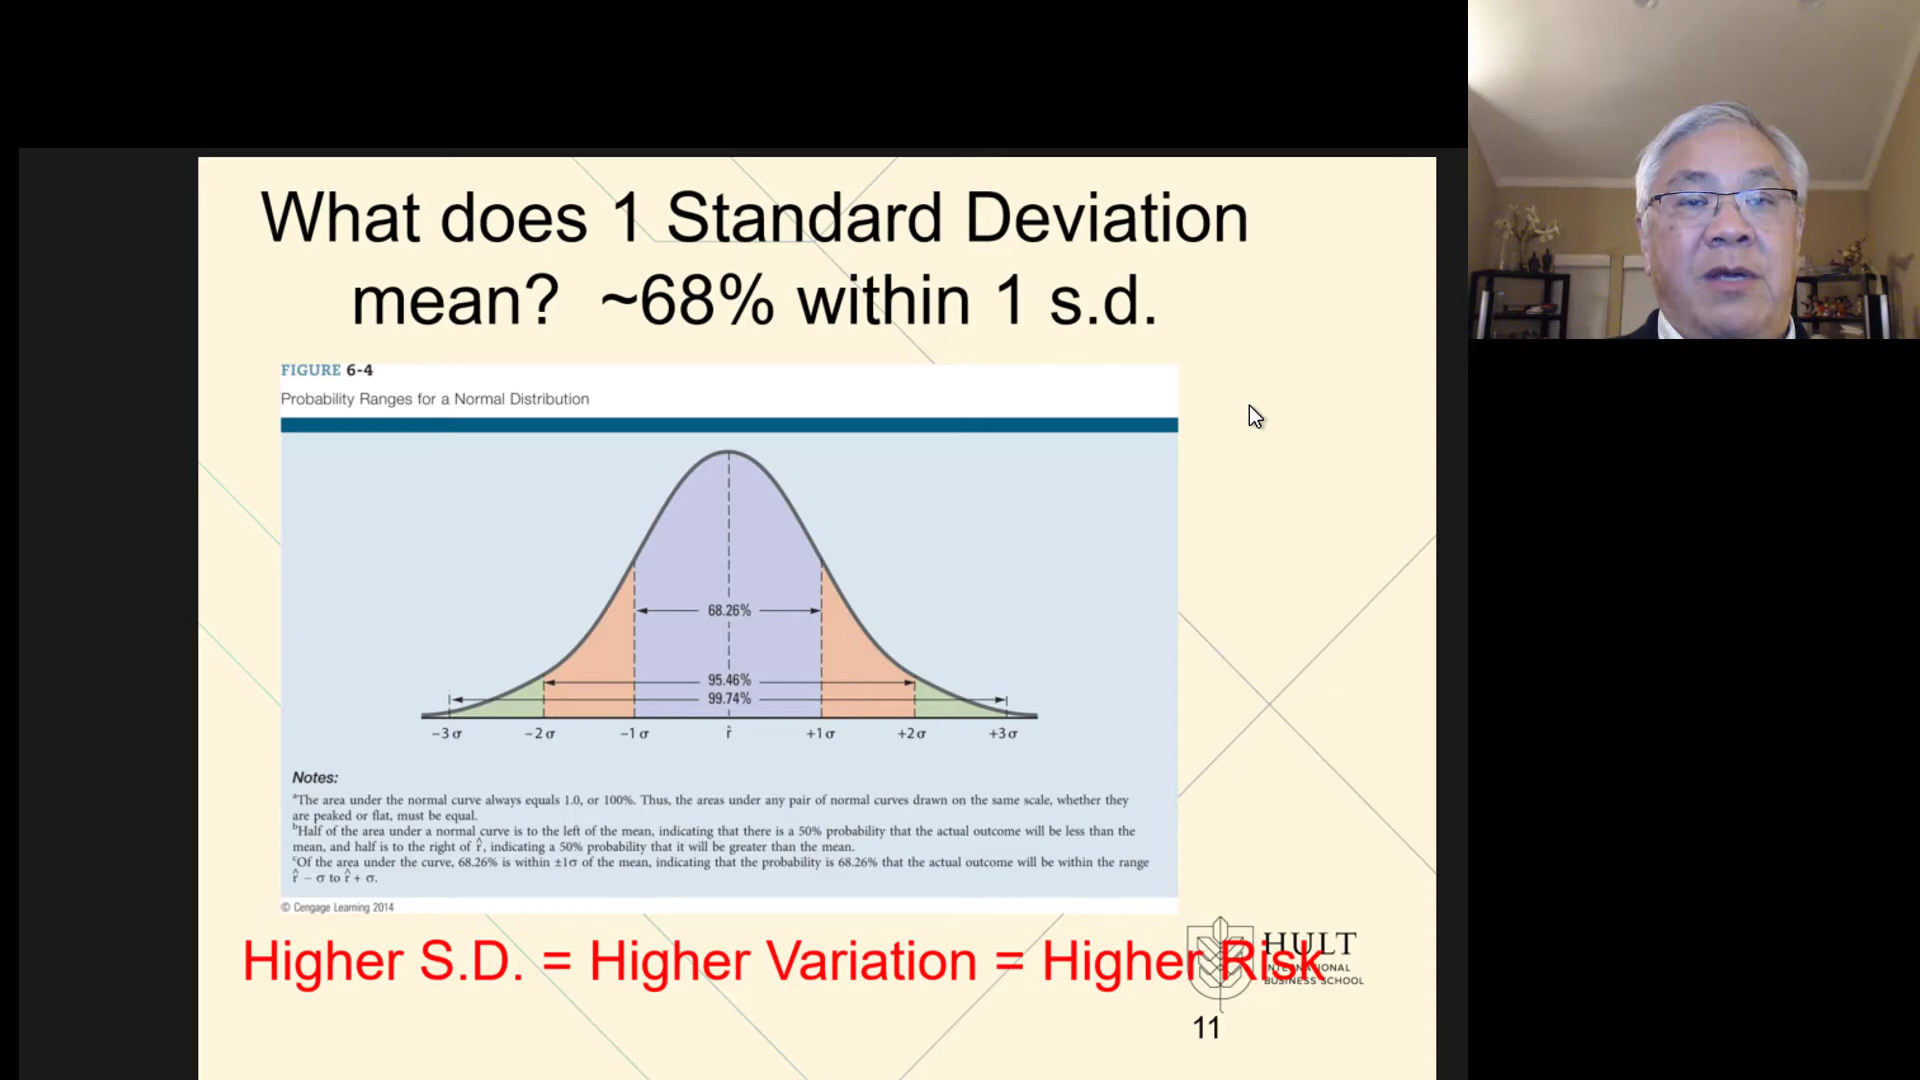 What does 1 Standard Deviation
mean? ~68% within 1 s.d.
FIGURE 6-4
Probability Ranges for a Normal Distribution
68.26%
95.46%
99.74%
−3 σ −2 σ −1 σ r̂ +1 σ +2 σ +3 σ
Notes:
ᵃThe area under the normal curve always equals 1.0, or 100%. Thus, the areas under any pair of normal curves drawn on the same scale, whether they
are peaked or flat, must be equal.
ᵇHalf of the area under a normal curve is to the left of the mean, indicating that there is a 50% probability that the actual outcome will be less than the
mean, and half is to the right of r̂, indicating a 50% probability that it will be greater than the mean.
ᶜOf the area under the curve, 68.26% is within ±1σ of the mean, indicating that the probability is 68.26% that the actual outcome will be within the range
r̂ − σ to r̂ + σ.
© Cengage Learning 2014
Higher S.D. = Higher Variation = Higher Risk
HULT
INTERNATIONAL
BUSINESS SCHOOL
11